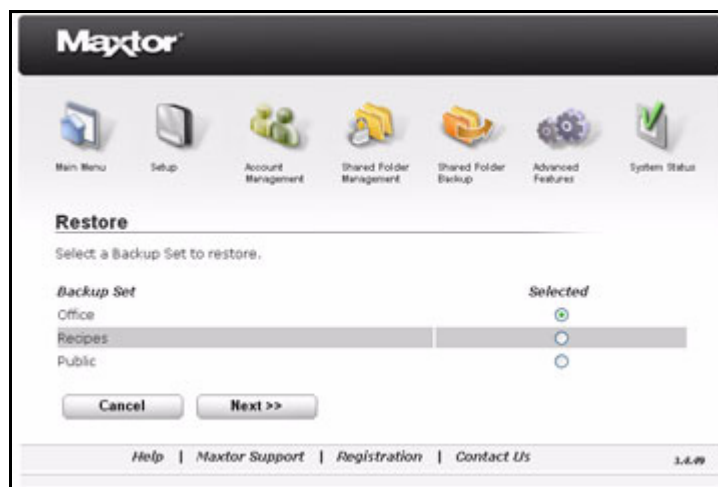 Maxtor
Main Menu
Setup
Account Management
Shared Folder Management
Shared Folder Backup
Advanced Features
System Status
Restore
Select a Backup Set to restore.
Backup Set Selected
Office
Recipes
Public
Cancel Next >>
Help | Maxtor Support | Registration | Contact Us